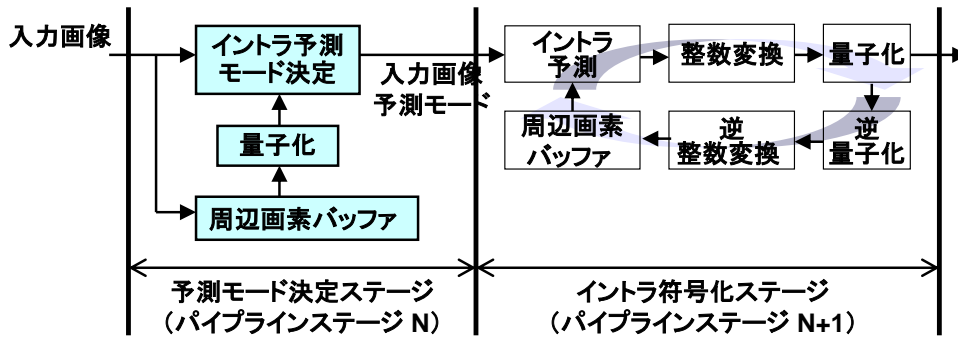 入力画像
イントラ予測
モード決定
量子化
周辺画素バッファ
入力画像
予測モード
イントラ
予測
整数変換
量子化
周辺画素
バッファ
逆
整数変換
逆
量子化
予測モード決定ステージ
（パイプラインステージ N）
イントラ符号化ステージ
（パイプラインステージ N+1）